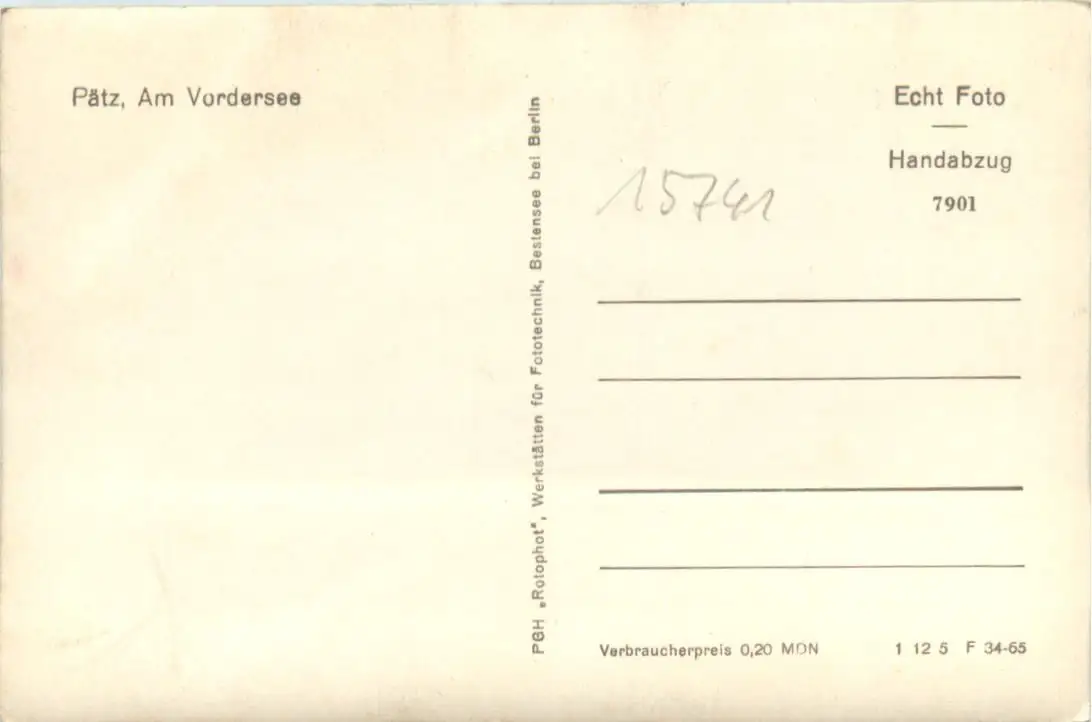 Pätz, Am Vordersee
PGH „Rotophot", Werkstätten für Fototechnik, Bestensee bei Berlin
Echt Foto
Handabzug
7901
15741
Verbraucherpreis 0,20 MDN
1 12 5 F 34-65